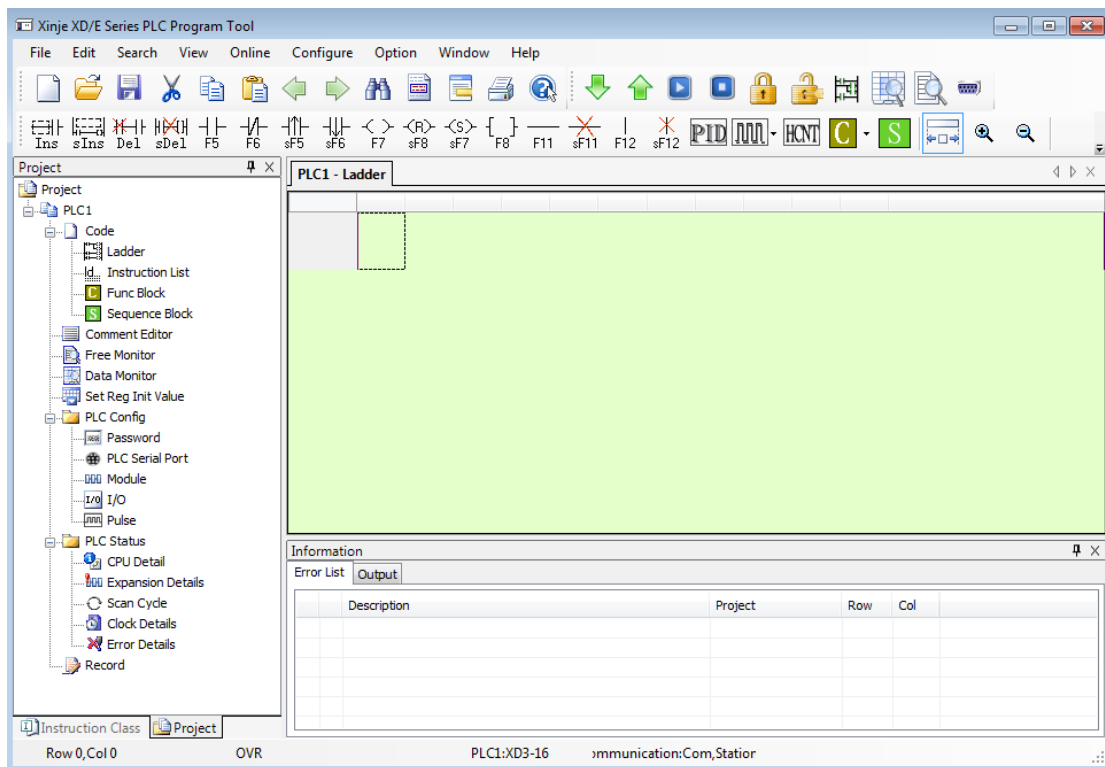 Xinje XD/E Series PLC Program Tool
File Edit Search View Online Configure Option Window Help
Ins sIns Del sDel F5 F6 sF5 sF6 F7 sF8 sF7 F8 F11 sF11 F12 sF12 PID HCNT C S
Project
PLC1 - Ladder
Project
PLC1
Code
Ladder
Instruction List
Func Block
Sequence Block
Comment Editor
Free Monitor
Data Monitor
Set Reg Init Value
PLC Config
Password
PLC Serial Port
Module
I/O
Pulse
PLC Status
CPU Detail
Expansion Details
Scan Cycle
Clock Details
Error Details
Record
Information
Error List Output
Description Project Row Col
Instruction Class Project
Row 0,Col 0 OVR PLC1:XD3-16 ommunication:Com,Station